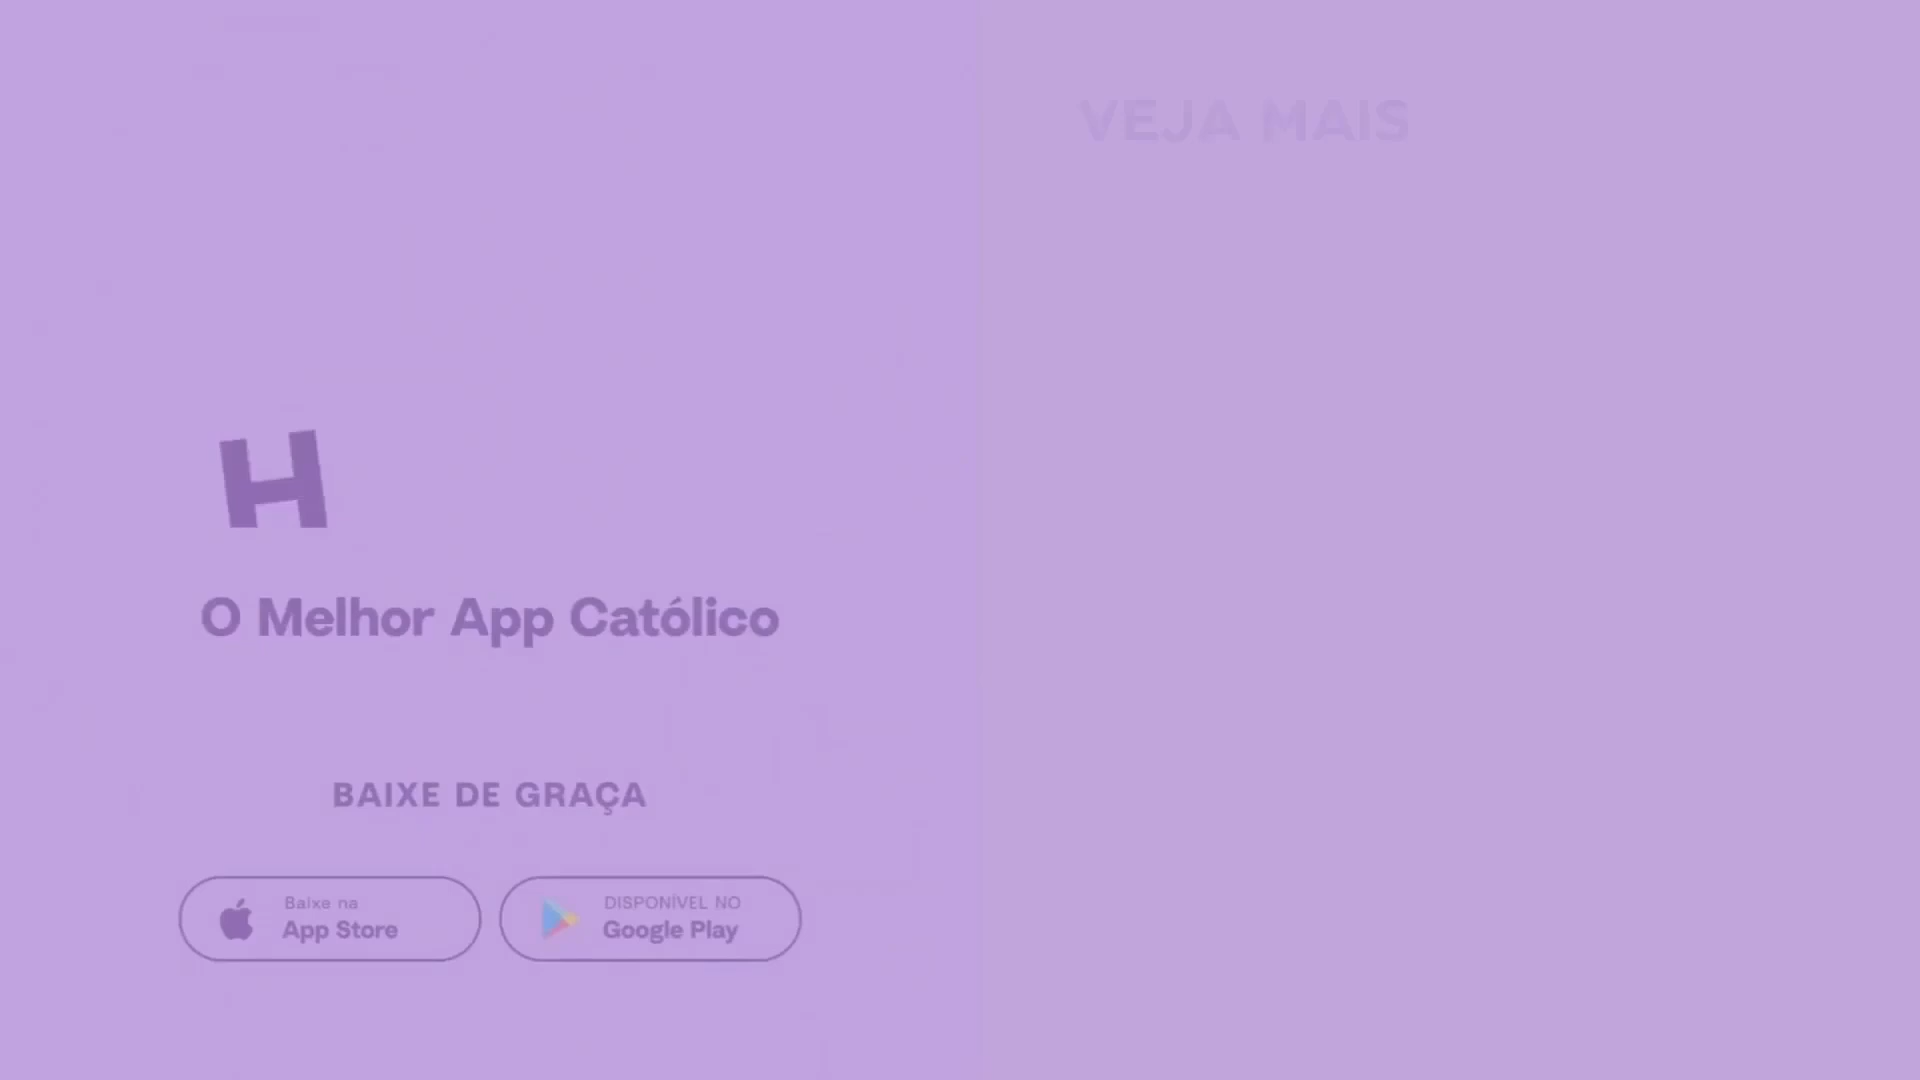 H
O Melhor App Católico
BAIXE DE GRAÇA
Baixe na
App Store
DISPONÍVEL NO
Google Play
VEJA MAIS